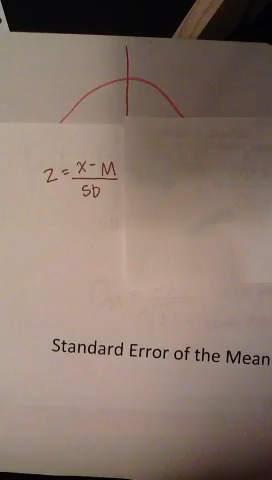 Z = X - M
SD
Standard Error of the Mean